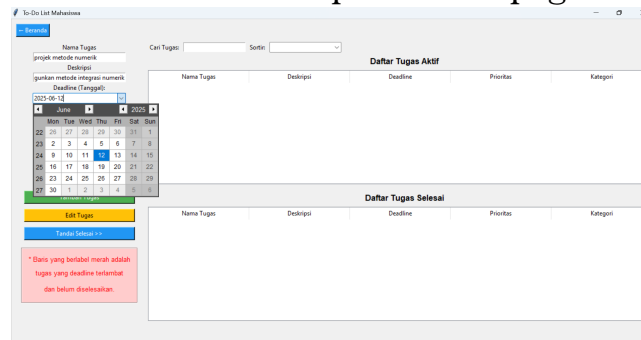 To-Do List Mahasiswa
← Beranda
Nama Tugas
projek metode numerik
Deskripsi
gunkan metode integrasi numerik
Deadline (Tanggal):
2025-06-12
June 2025
Mon Tue Wed Thu Fri Sat Sun
22 26 27 28 29 30 31 1
23 2 3 4 5 6 7 8
24 9 10 11 12 13 14 15
25 16 17 18 19 20 21 22
26 23 24 25 26 27 28 29
27 30 1 2 3 4 5 6
Edit Tugas
Tandai Selesai >>
* Baris yang berlabel merah adalah
tugas yang deadline terlambat
dan belum diselesaikan
Cari Tugas: Sortir:
Daftar Tugas Aktif
Nama Tugas Deskripsi Deadline Prioritas Kategori
Daftar Tugas Selesai
Nama Tugas Deskripsi Deadline Prioritas Kategori